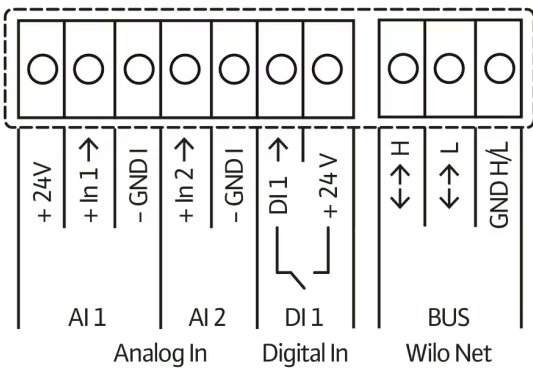 + 24V
+ In 1 →
– GND I
+ In 2 →
– GND I
DI 1 →
+ 24 V
↔ H
↔ L
GND H/L
AI 1 AI 2 DI 1 BUS
Analog In Digital In Wilo Net